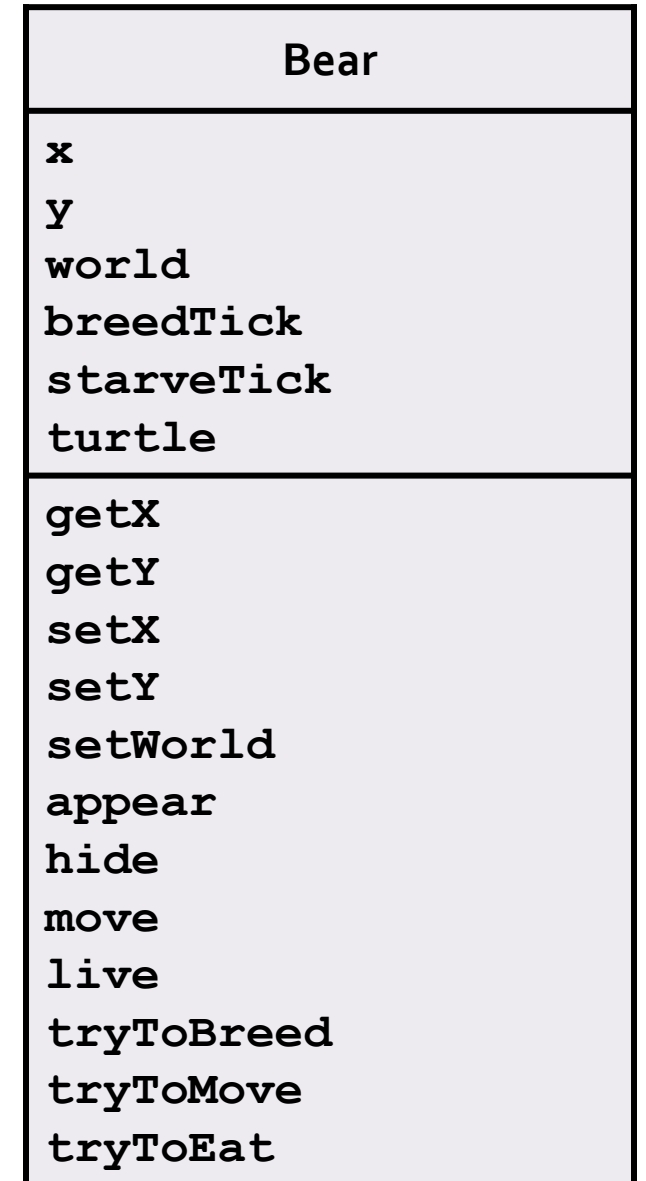 Bear
x
y
world
breedTick
starveTick
turtle
getX
getY
setX
setY
setWorld
appear
hide
move
live
tryToBreed
tryToMove
tryToEat